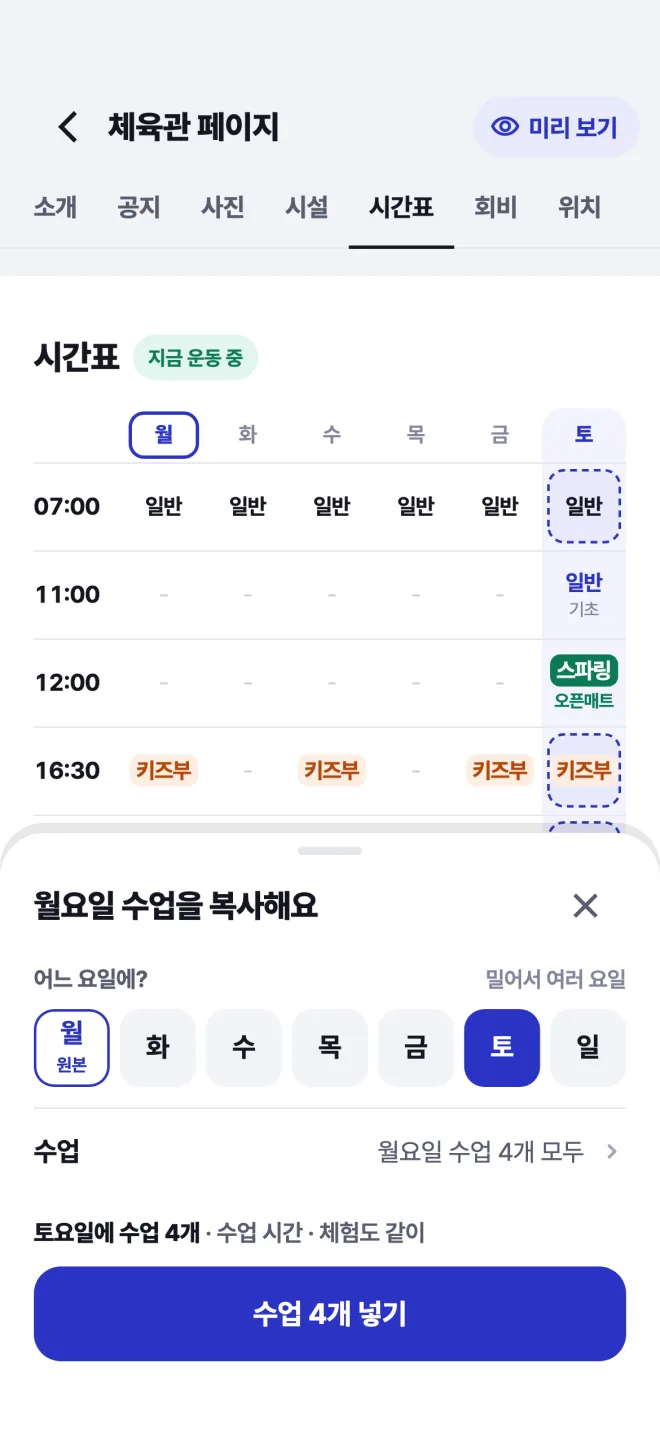 체육관 페이지
미리 보기
소개 공지 사진 시설 시간표 회비 위치
시간표 지금 운동 중
월 화 수 목 금 토
07:00 일반 일반 일반 일반 일반 일반
11:00 - - - - - 일반
기초
12:00 - - - - - 스파링
오픈매트
16:30 키즈부 - 키즈부 - 키즈부 키즈부
월요일 수업을 복사해요
어느 요일에? 밀어서 여러 요일
월 화 수 목 금 토 일
원본
수업 월요일 수업 4개 모두
토요일에 수업 4개 · 수업 시간 · 체험도 같이
수업 4개 넣기